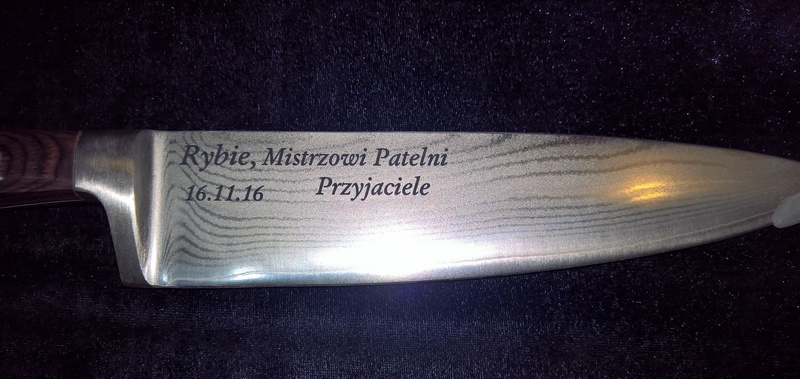 Rybie, Mistrzowi Patelni
16.11.16 Przyjaciele